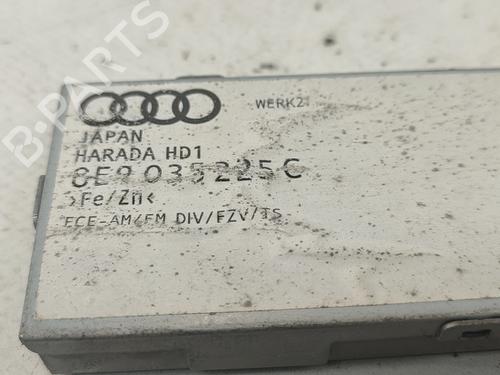 B-PARTS
WERK2
JAPAN
HARADA HD1
8E9 035 225 C
>Fe/Zn<
ECE-AM/FM DIV/FZV/TS